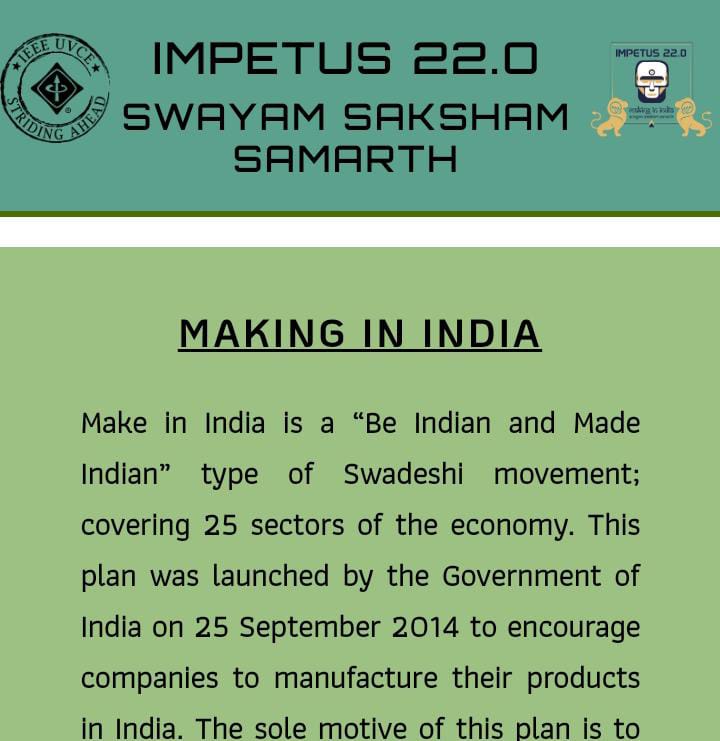 IEEE UVCE
STRIDING AHEAD
IMPETUS 22.0
SWAYAM SAKSHAM
SAMARTH
IMPETUS 22.0
making in india
MAKING IN INDIA
Make in India is a “Be Indian and Made
Indian” type of Swadeshi movement;
covering 25 sectors of the economy. This
plan was launched by the Government of
India on 25 September 2014 to encourage
companies to manufacture their products
in India. The sole motive of this plan is to